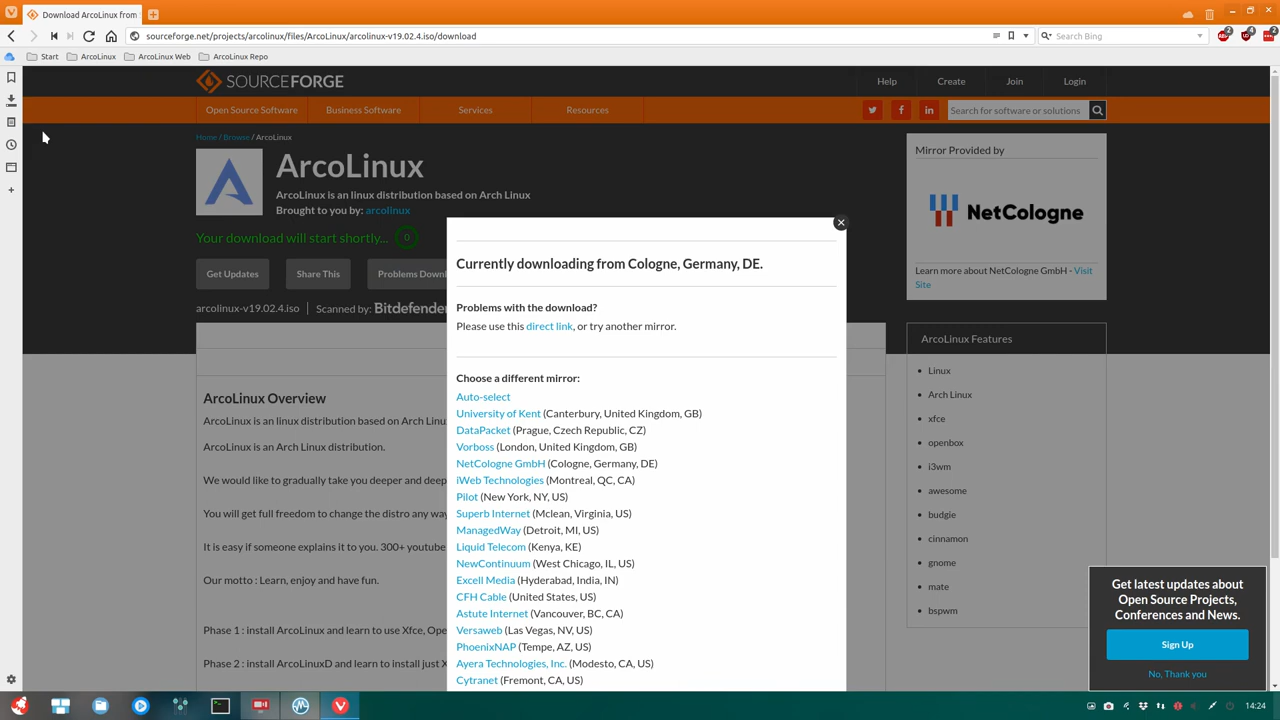 Download ArcoLinux from
sourceforge.net/projects/arcolinux/files/ArcoLinux/arcolinux-v19.02.4.iso/download
Search Bing
2
4
2
Start
ArcoLinux
ArcoLinux Web
ArcoLinux Repo
SOURCEFORGE
Help
Create
Join
Login
Open Source Software
Business Software
Services
Resources
Search for software or solutions
Home / Browse / ArcoLinux
ArcoLinux
ArcoLinux is an linux distribution based on Arch Linux
Brought to you by: arcolinux
Your download will start shortly... 0
Get Updates
Share This
Problems Downl
arcolinux-v19.02.4.iso
Scanned by: Bitdefender
Mirror Provided by
NetCologne
Learn more about NetCologne GmbH - Visit
Site
Currently downloading from Cologne, Germany, DE.
Problems with the download?
Please use this direct link, or try another mirror.
Choose a different mirror:
Auto-select
University of Kent (Canterbury, United Kingdom, GB)
DataPacket (Prague, Czech Republic, CZ)
Vorboss (London, United Kingdom, GB)
NetCologne GmbH (Cologne, Germany, DE)
iWeb Technologies (Montreal, QC, CA)
Pilot (New York, NY, US)
Superb Internet (Mclean, Virginia, US)
ManagedWay (Detroit, MI, US)
Liquid Telecom (Kenya, KE)
NewContinuum (West Chicago, IL, US)
Excell Media (Hyderabad, India, IN)
CFH Cable (United States, US)
Astute Internet (Vancouver, BC, CA)
Versaweb (Las Vegas, NV, US)
PhoenixNAP (Tempe, AZ, US)
Ayera Technologies, Inc. (Modesto, CA, US)
Cytranet (Fremont, CA, US)
ArcoLinux Overview
ArcoLinux is an linux distribution based on Arch Linu
ArcoLinux is an Arch Linux distribution.
We would like to gradually take you deeper and deep
You will get full freedom to change the distro any way
It is easy if someone explains it to you. 300+ youtube
Our motto : Learn, enjoy and have fun.
Phase 1 : install ArcoLinux and learn to use Xfce, Ope
Phase 2 : install ArcoLinuxD and learn to install just X
ArcoLinux Features
Linux
Arch Linux
xfce
openbox
i3wm
awesome
budgie
cinnamon
gnome
mate
bspwm
Get latest updates about
Open Source Projects,
Conferences and News.
Sign Up
No, Thank you
14:24